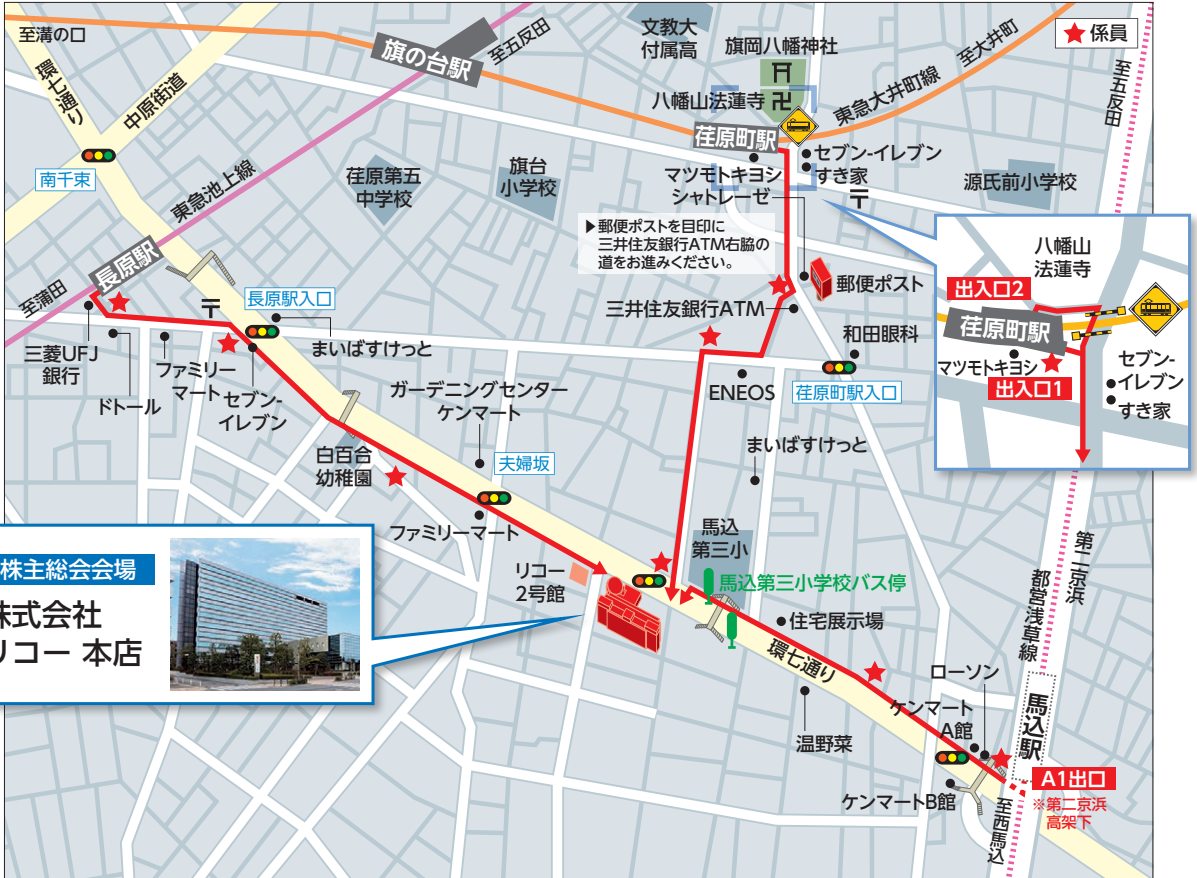 至溝の口
環七通り
中原街道
旗の台駅
至五反田
文教大
付属高
旗岡八幡神社
八幡山法蓮寺
至大井町
東急大井町線
★ 係員
至五反田
南千束
東急池上線
荏原第五
中学校
旗台
小学校
荏原町駅
セブン-イレブン
すき家
マツモトキヨシ
シャトレーゼ
源氏前小学校
▶郵便ポストを目印に
三井住友銀行ATM右脇の
道をお進みください。
郵便ポスト
三井住友銀行ATM
和田眼科
荏原町駅入口
ENEOS
まいばすけっと
八幡山
法蓮寺
出入口2
荏原町駅
マツモトキヨシ
出入口1
セブン-
イレブン
すき家
長原駅
至蒲田
長原駅入口
まいばすけっと
三菱UFJ
銀行
ドトール
ファミリー
マート
セブン-
イレブン
ガーデニングセンター
ケンマート
白百合
幼稚園
夫婦坂
ファミリーマート
リコー
2号館
馬込
第三小
馬込第三小学校バス停
住宅展示場
環七通り
第二京浜
都営浅草線
株主総会会場
株式会社
リコー 本店
温野菜
ローソン
ケンマート
A館
ケンマートB館
馬込駅
A1出口
※第二京浜
高架下
至西馬込